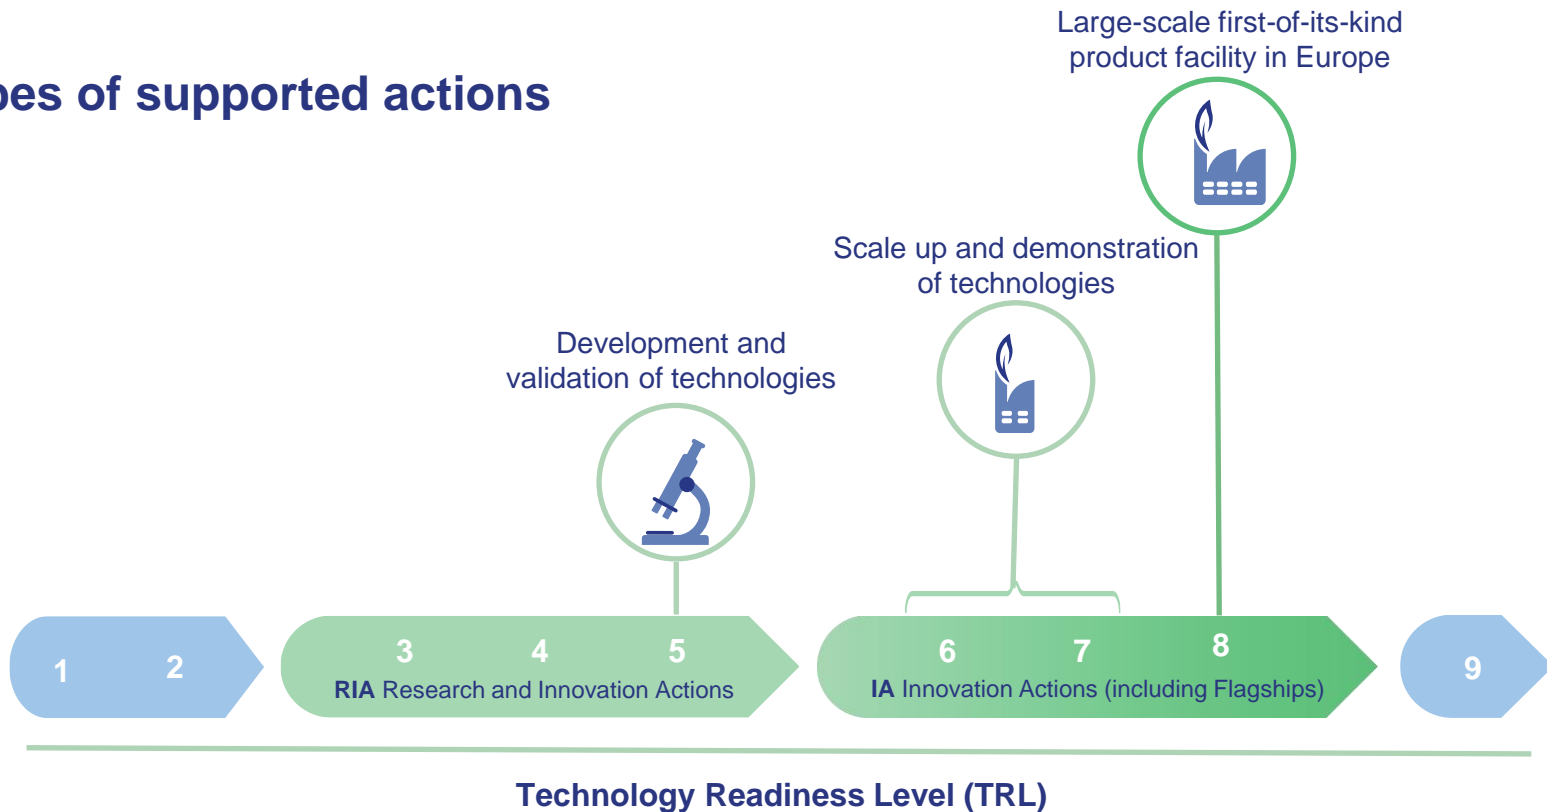 Large-scale first-of-its-kind
product facility in Europe
pes of supported actions
Scale up and demonstration
of technologies
Development and
validation of technologies
1
2
3
4
5
RIA Research and Innovation Actions
6
7
8
IA Innovation Actions (including Flagships)
9
Technology Readiness Level (TRL)